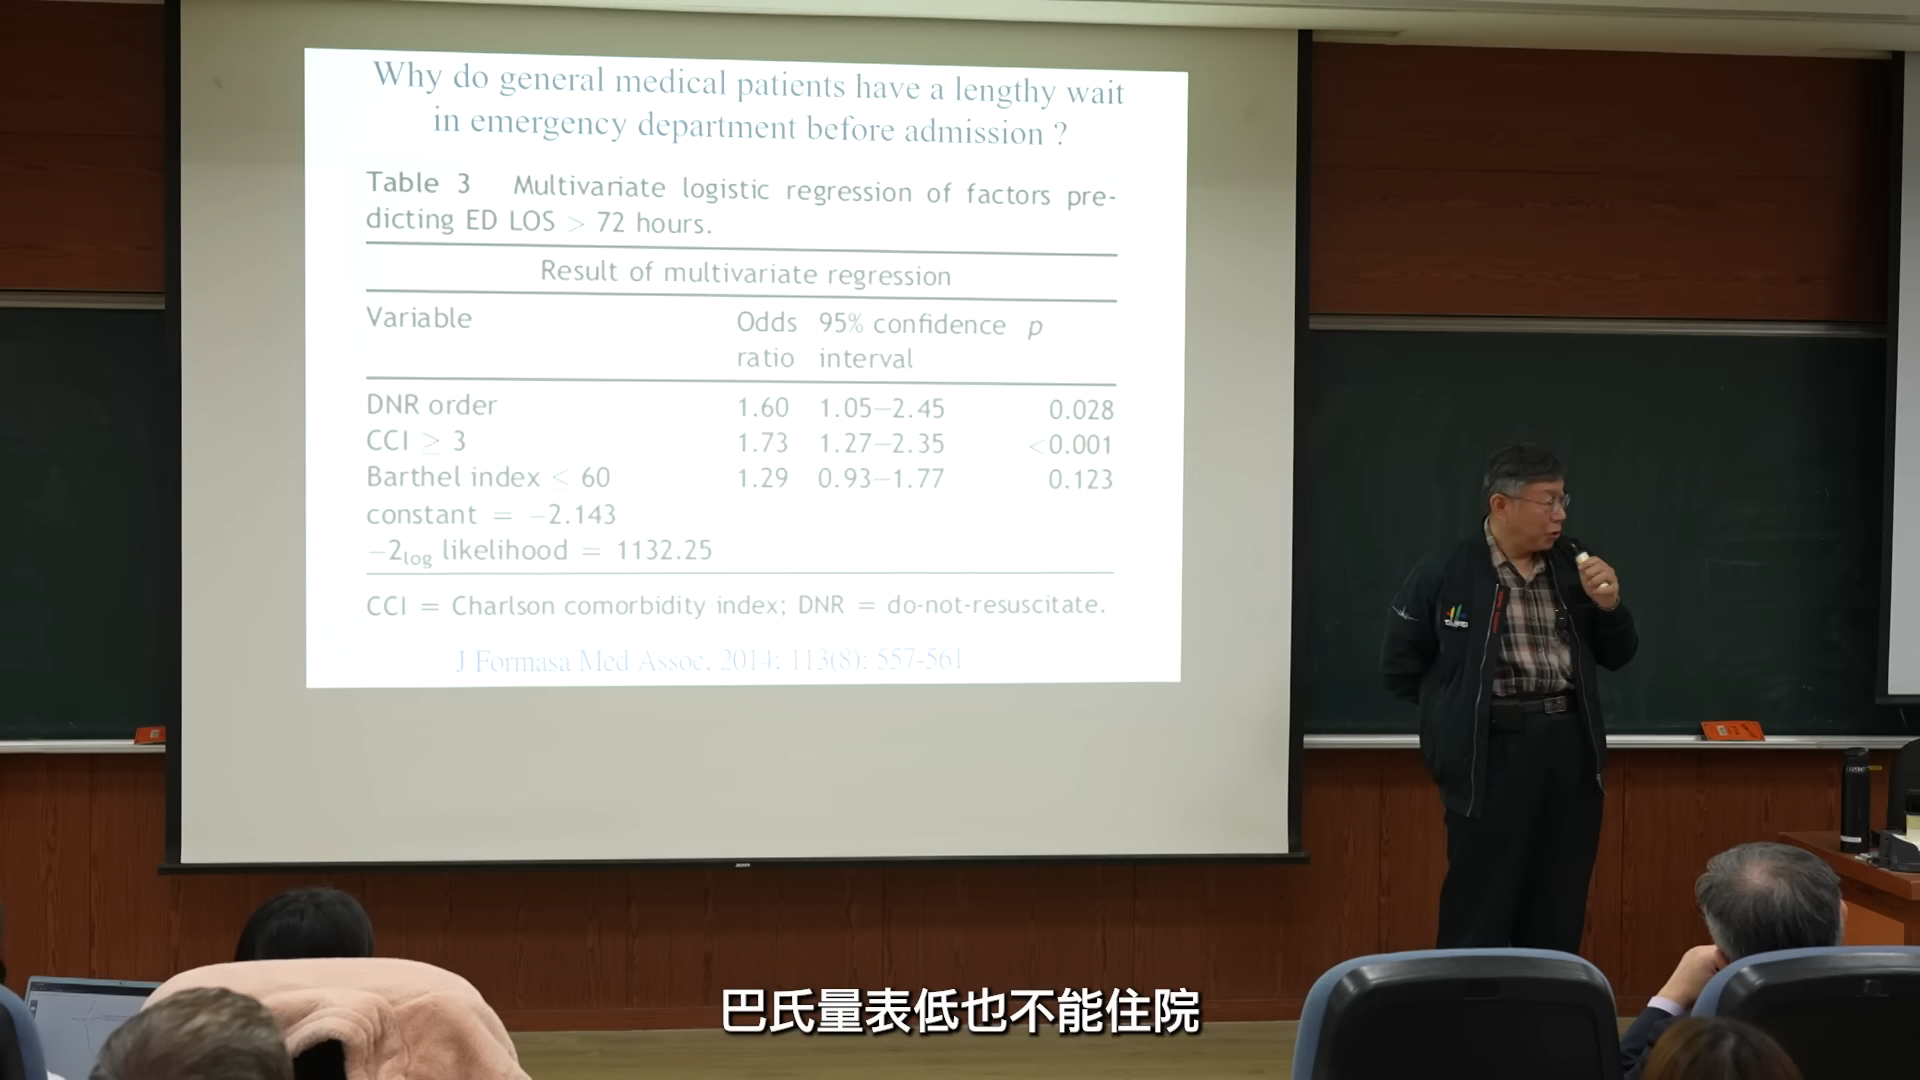 Why do general medical patients have a lengthy wait
in emergency department before admission ?
Table 3 Multivariate logistic regression of factors pre-
dicting ED LOS > 72 hours.
Result of multivariate regression
Variable Odds ratio 95% confidence interval p
DNR order 1.60 1.05–2.45 0.028
CCI ≥ 3 1.73 1.27–2.35 <0.001
Barthel index ≤ 60 1.29 0.93–1.77 0.123
constant = −2.143
−2log likelihood = 1132.25
CCI = Charlson comorbidity index; DNR = do-not-resuscitate.
J Formasa Med Assoc, 2014; 113(8): 557-561
巴氏量表低也不能住院